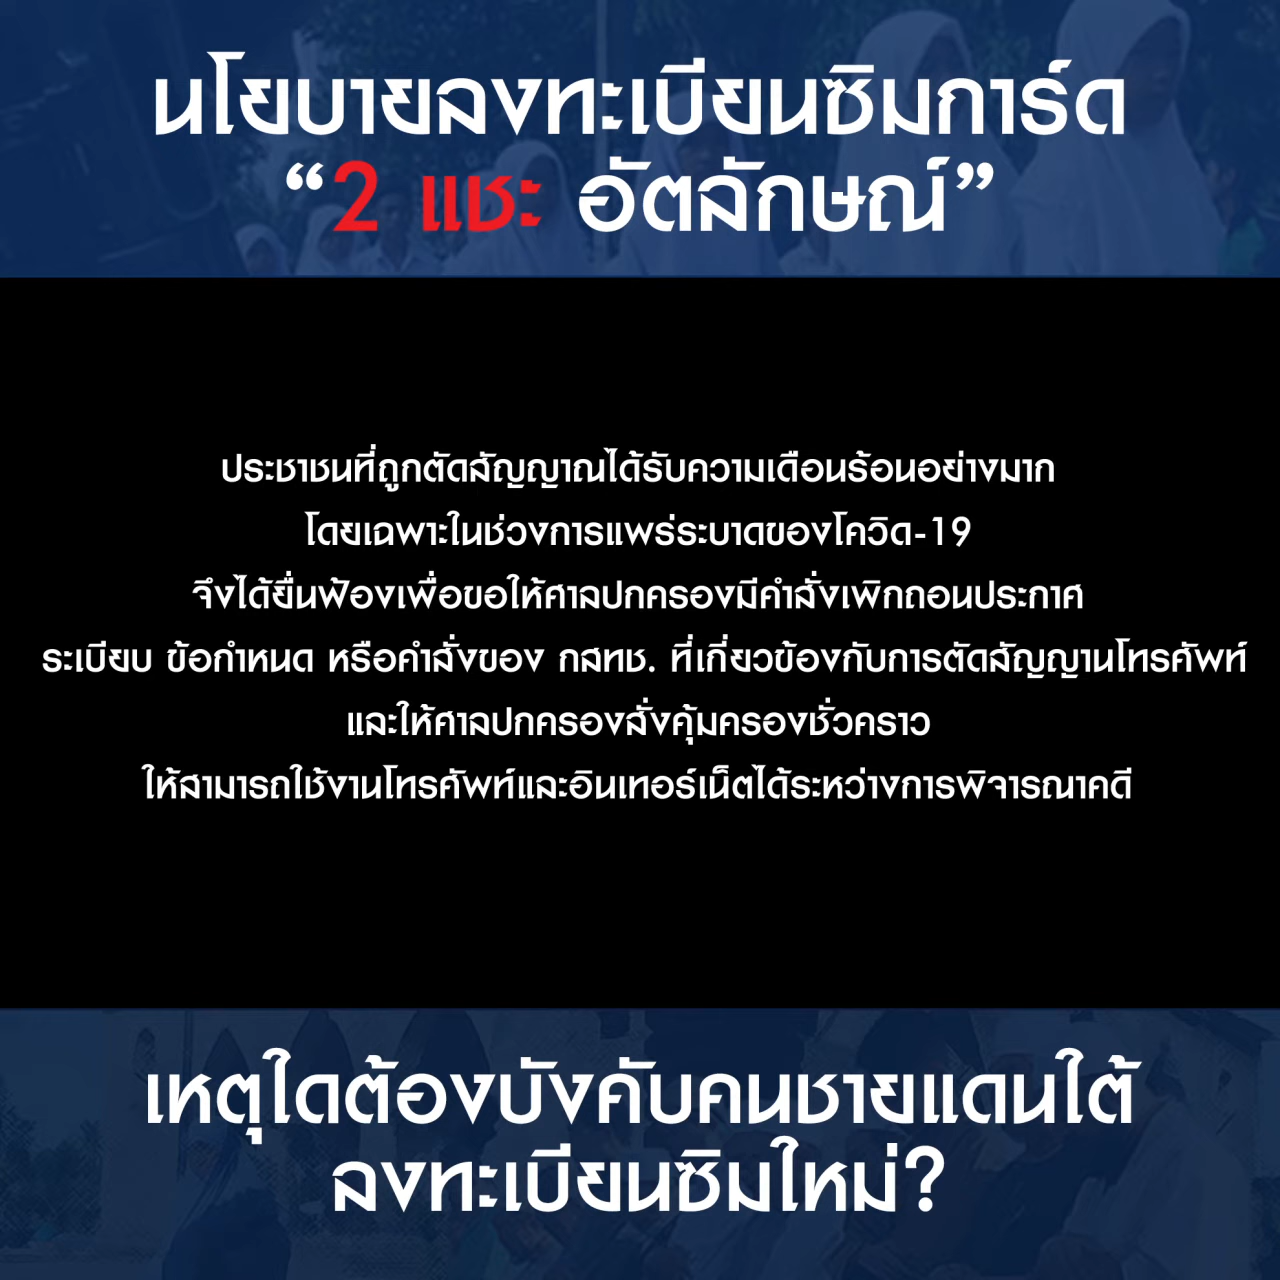 นโยบายลงทะเบียนซิมการ์ด
“2 แชะ อัตลักษณ์”
ประชาชนที่ถูกตัดสัญญาณได้รับความเดือนร้อนอย่างมาก
โดยเฉพาะในช่วงการแพร่ระบาดของโควิด-19
จึงได้ยื่นฟ้องเพื่อขอให้ศาลปกครองมีคำสั่งเพิกถอนประกาศ
ระเบียบ ข้อกำหนด หรือคำสั่งของ กสทช. ที่เกี่ยวข้องกับการตัดสัญญานโทรศัพท์
และให้ศาลปกครองสั่งคุ้มครองชั่วคราว
ให้สามารถใช้งานโทรศัพท์และอินเทอร์เน็ตได้ระหว่างการพิจารณาคดี
เหตุใดต้องบังคับคนชายแดนใต้
ลงทะเบียนซิมใหม่?